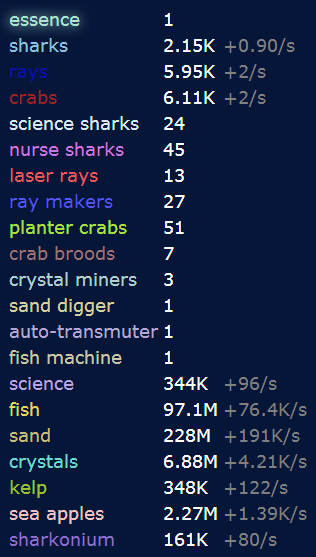 essence 1
sharks 2.15K +0.90/s
rays 5.95K +2/s
crabs 6.11K +2/s
science sharks 24
nurse sharks 45
laser rays 13
ray makers 27
planter crabs 51
crab broods 7
crystal miners 3
sand digger 1
auto-transmuter 1
fish machine 1
science 344K +96/s
fish 97.1M +76.4K/s
sand 228M +191K/s
crystals 6.88M +4.21K/s
kelp 348K +122/s
sea apples 2.27M +1.39K/s
sharkonium 161K +80/s